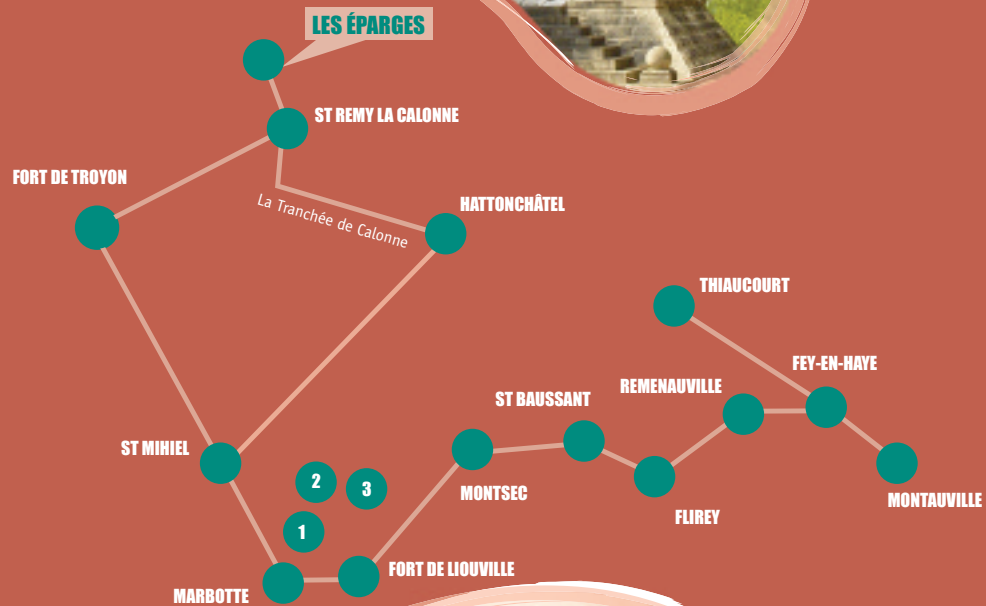 LES ÉPARGES
ST REMY LA CALONNE
FORT DE TROYON
La Tranchée de Calonne
HATTONCHÂTEL
THIAUCOURT
FEY-EN-HAYE
REMENAUVILLE
ST BAUSSANT
ST MIHIEL
2
3
MONTSEC
MONTAUVILLE
FLIREY
1
FORT DE LIOUVILLE
MARBOTTE